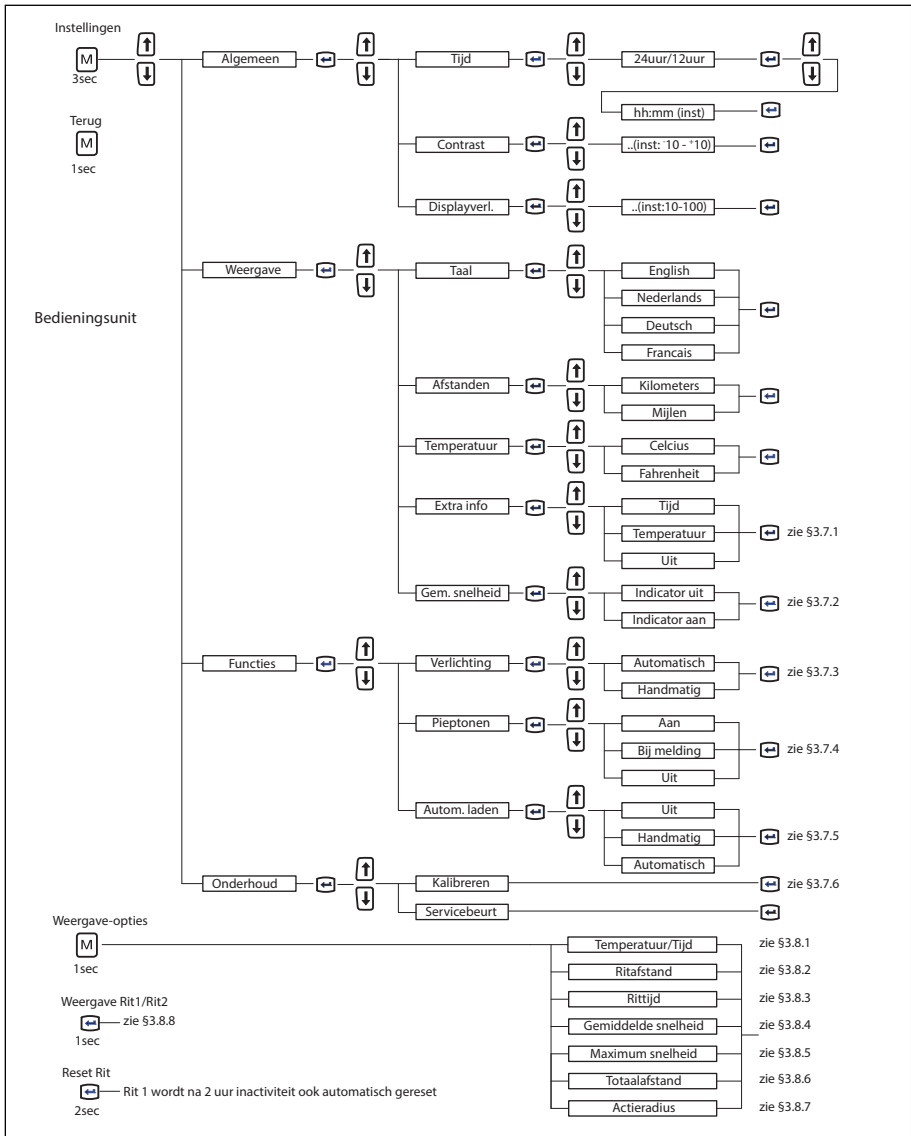 Instellingen
M
3sec
Algemeen
Tijd
24uur/12uur
hh:mm (inst)
Terug
M
1sec
Contrast
..(inst: -10 - +10)
Displayverl.
..(inst:10-100)
Weergave
Taal
English
Nederlands
Deutsch
Francais
Bedieningsunit
Afstanden
Kilometers
Mijlen
Temperatuur
Celcius
Fahrenheit
Extra info
Tijd
Temperatuur
zie §3.7.1
Uit
Gem. snelheid
Indicator uit
Indicator aan
zie §3.7.2
Functies
Verlichting
Automatisch
Handmatig
zie §3.7.3
Pieptonen
Aan
Bij melding
zie §3.7.4
Uit
Autom. laden
Uit
Handmatig
zie §3.7.5
Automatisch
Onderhoud
Kalibreren
zie §3.7.6
Servicebeurt
Weergave-opties
M
1sec
Temperatuur/Tijd
zie §3.8.1
Ritafstand
zie §3.8.2
Rittijd
zie §3.8.3
Gemiddelde snelheid
zie §3.8.4
Maximum snelheid
zie §3.8.5
Totaalafstand
zie §3.8.6
Actieradius
zie §3.8.7
Weergave Rit1/Rit2
zie §3.8.8
1sec
Reset Rit
Rit 1 wordt na 2 uur inactiviteit ook automatisch gereset
2sec